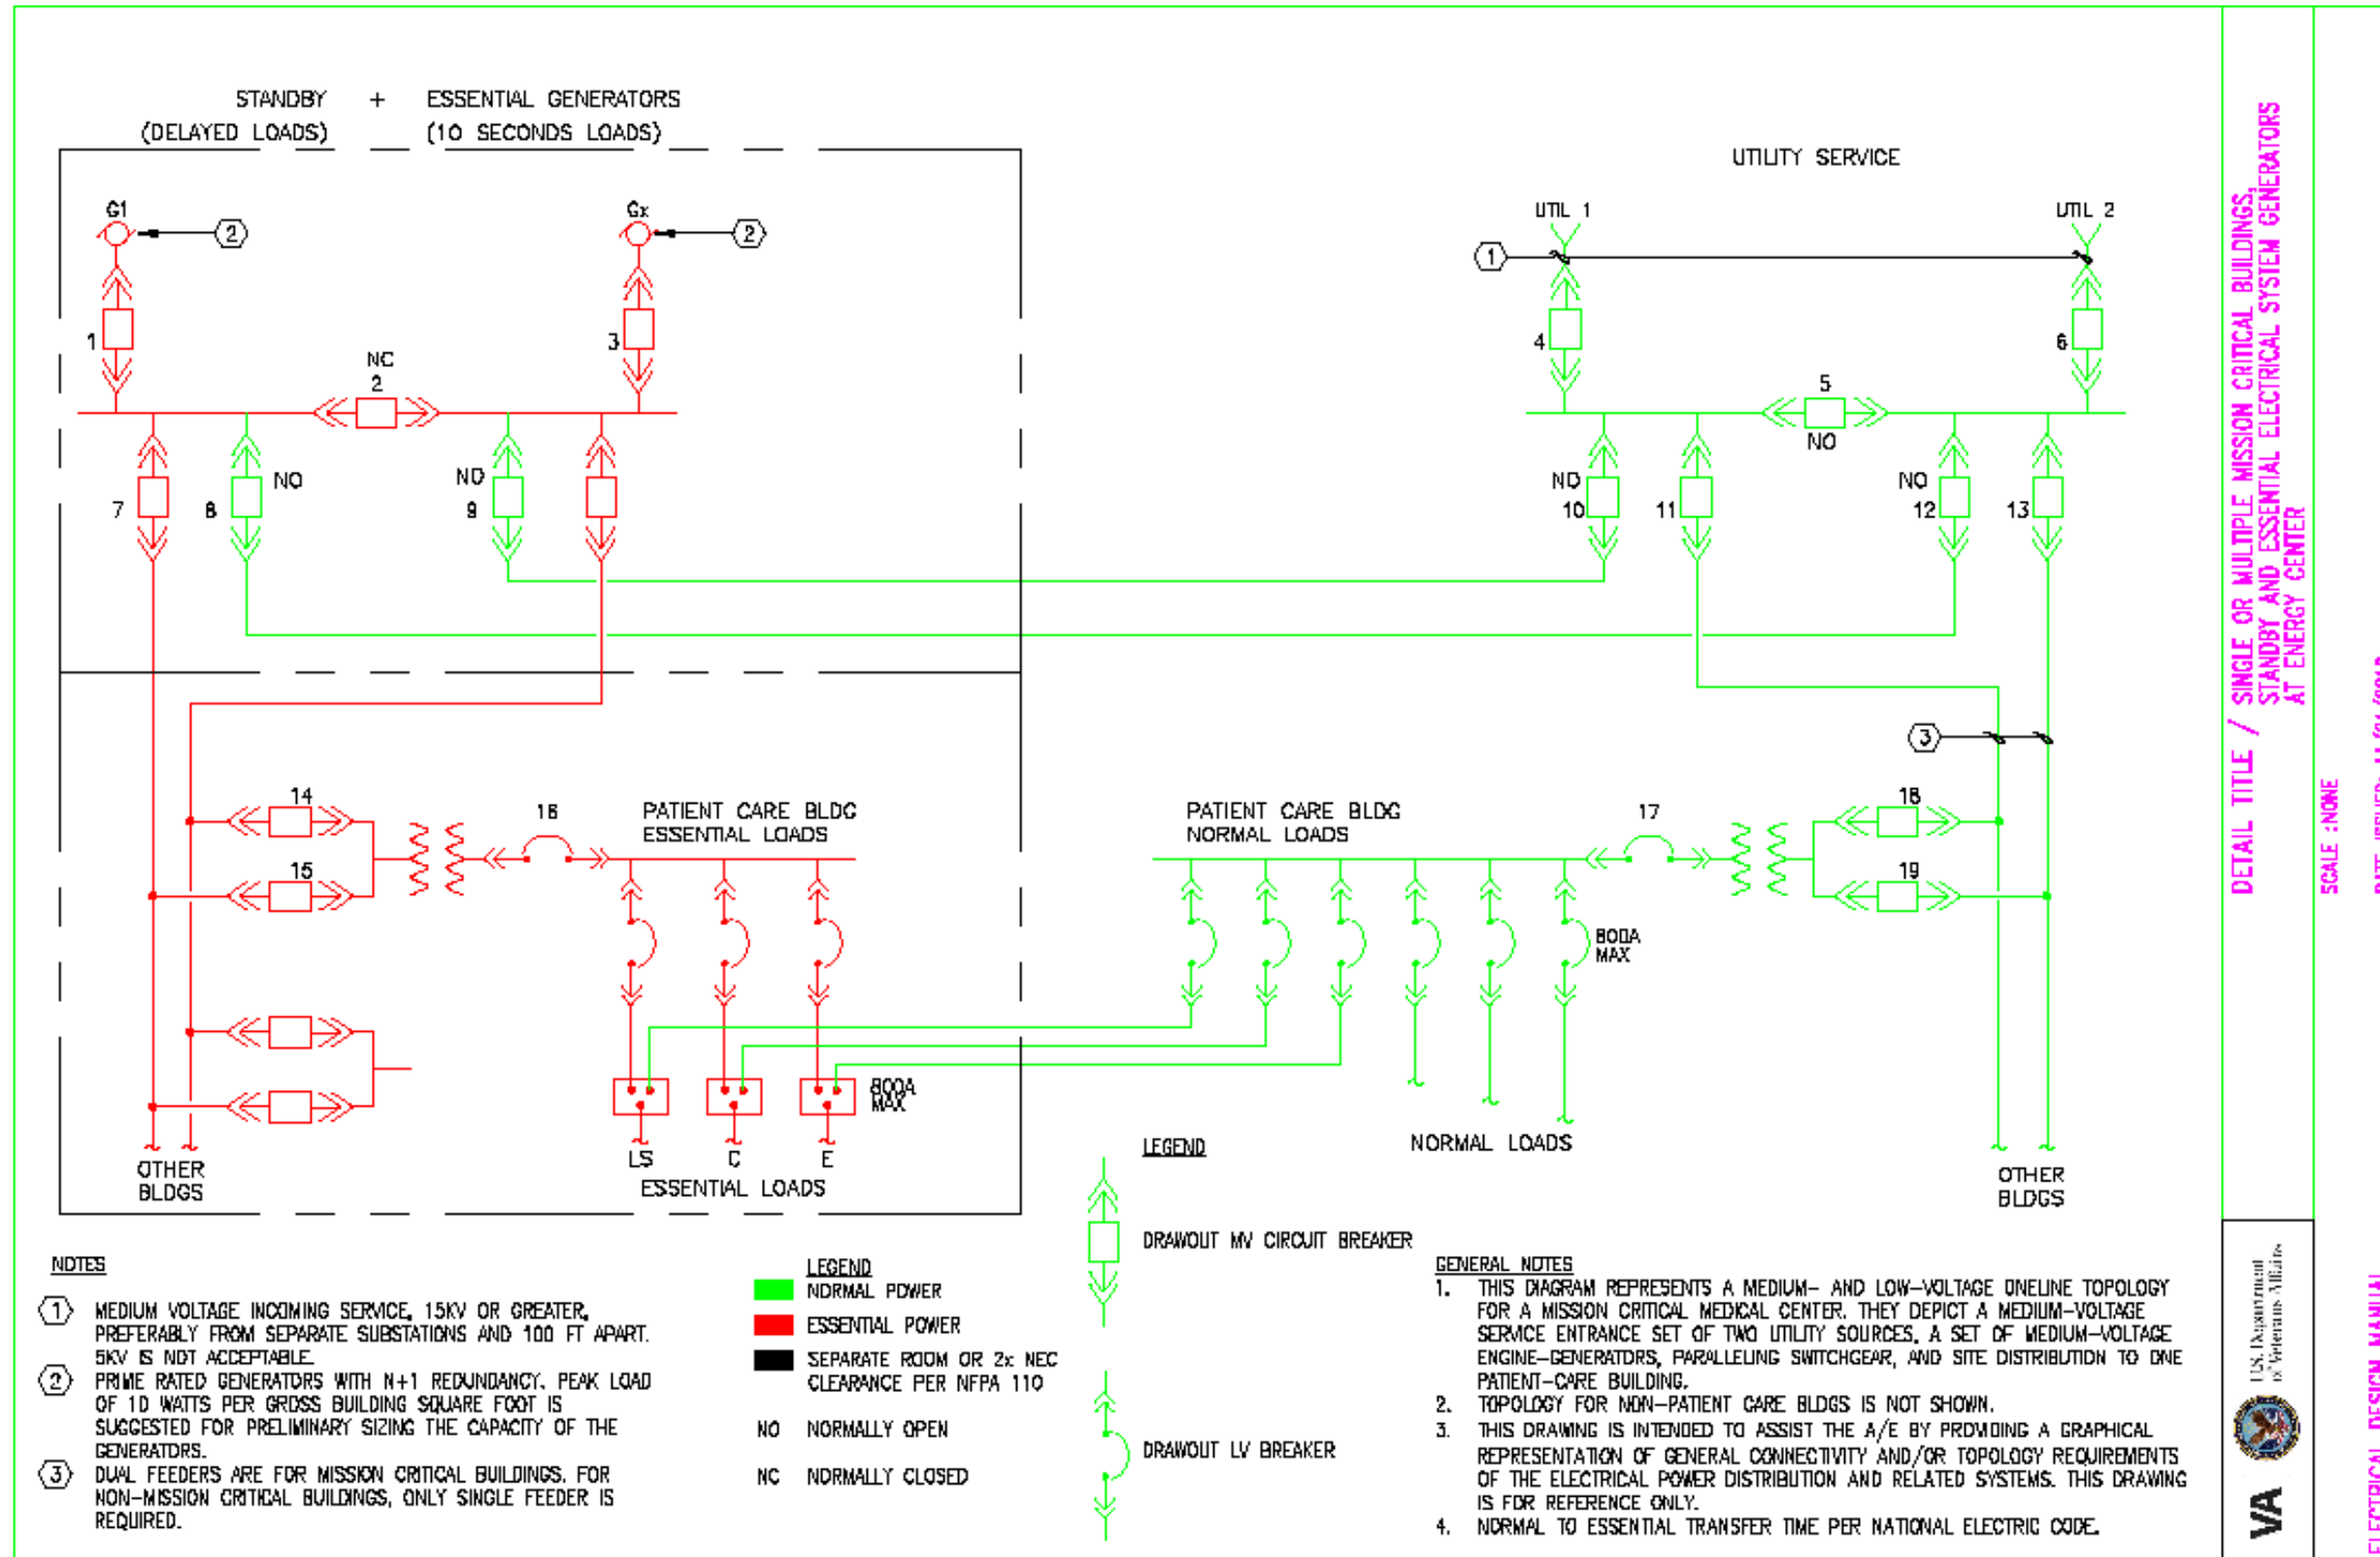 STANDBY + ESSENTIAL GENERATORS
(DELAYED LOADS) (10 SECONDS LOADS)
UTILITY SERVICE
G1
2
Gx
2
UTIL 1
UTIL 2
1
1
3
NC
2
4
6
5
NO
7
8
NO
NO
9
NO
10
11
NO
12
13
3
14
15
16
PATIENT CARE BLDG
ESSENTIAL LOADS
PATIENT CARE BLDG
NORMAL LOADS
17
18
19
800A
MAX
800A
MAX
LS
C
E
ESSENTIAL LOADS
OTHER
BLDGS
NORMAL LOADS
OTHER
BLDGS
LEGEND
DRAWOUT MV CIRCUIT BREAKER
DRAWOUT LV BREAKER
NOTES
1 MEDIUM VOLTAGE INCOMING SERVICE, 15KV OR GREATER,
PREFERABLY FROM SEPARATE SUBSTATIONS AND 100 FT APART.
5KV IS NOT ACCEPTABLE.
2 PRIME RATED GENERATORS WITH N+1 REDUNDANCY. PEAK LOAD
OF 10 WATTS PER GROSS BUILDING SQUARE FOOT IS
SUGGESTED FOR PRELIMINARY SIZING THE CAPACITY OF THE
GENERATORS.
3 DUAL FEEDERS ARE FOR MISSION CRITICAL BUILDINGS. FOR
NON-MISSION CRITICAL BUILDINGS, ONLY SINGLE FEEDER IS
REQUIRED.
LEGEND
NORMAL POWER
ESSENTIAL POWER
SEPARATE ROOM OR 2x NEC
CLEARANCE PER NFPA 110
NO NORMALLY OPEN
NC NORMALLY CLOSED
GENERAL NOTES
1. THIS DIAGRAM REPRESENTS A MEDIUM- AND LOW-VOLTAGE ONELINE TOPOLOGY
FOR A MISSION CRITICAL MEDICAL CENTER. THEY DEPICT A MEDIUM-VOLTAGE
SERVICE ENTRANCE SET OF TWO UTILITY SOURCES, A SET OF MEDIUM-VOLTAGE
ENGINE-GENERATORS, PARALLELING SWITCHGEAR, AND SITE DISTRIBUTION TO ONE
PATIENT-CARE BUILDING.
2. TOPOLOGY FOR NON-PATIENT CARE BLDGS IS NOT SHOWN.
3. THIS DRAWING IS INTENDED TO ASSIST THE A/E BY PROVIDING A GRAPHICAL
REPRESENTATION OF GENERAL CONNECTIVITY AND/OR TOPOLOGY REQUIREMENTS
OF THE ELECTRICAL POWER DISTRIBUTION AND RELATED SYSTEMS. THIS DRAWING
IS FOR REFERENCE ONLY.
4. NORMAL TO ESSENTIAL TRANSFER TIME PER NATIONAL ELECTRIC CODE.
DETAIL TITLE / SINGLE OR MULTIPLE MISSION CRITICAL BUILDINGS,
STANDBY AND ESSENTIAL ELECTRICAL SYSTEM GENERATORS
AT ENERGY CENTER
SCALE :NONE
VA
U.S. Department
of Veterans Affairs
ELECTRICAL DESIGN MANUAL